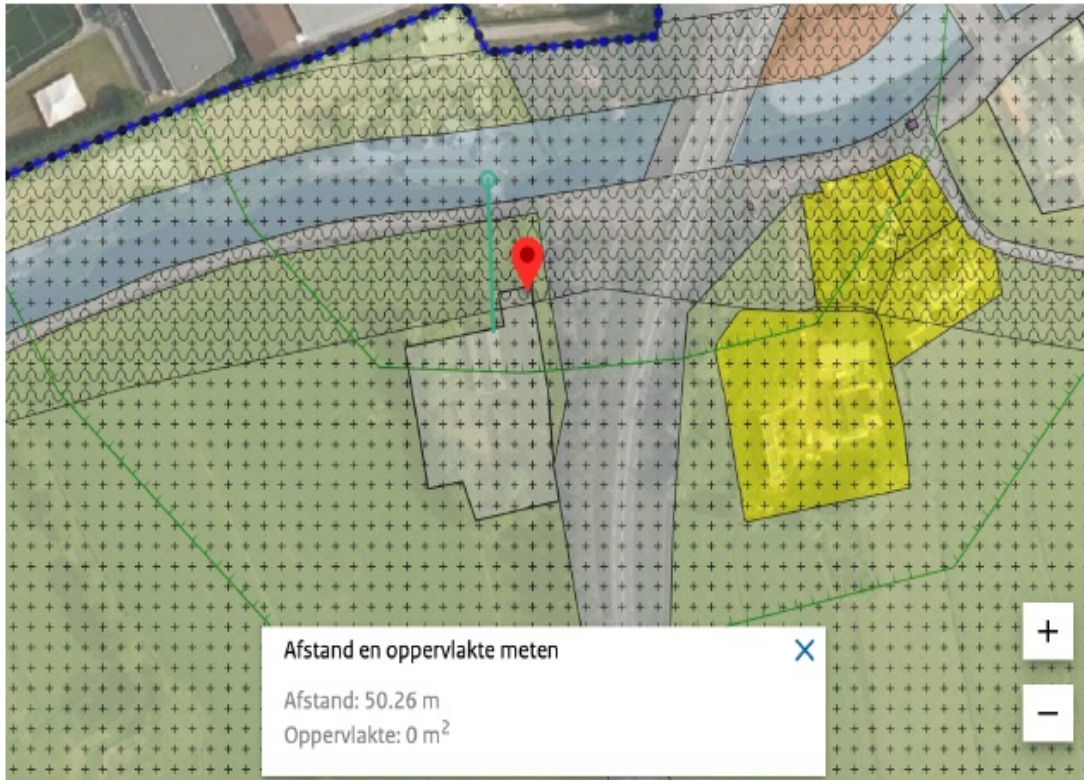 Afstand en oppervlakte meten
Afstand: 50.26 m
Oppervlakte: 0 m²
+
−